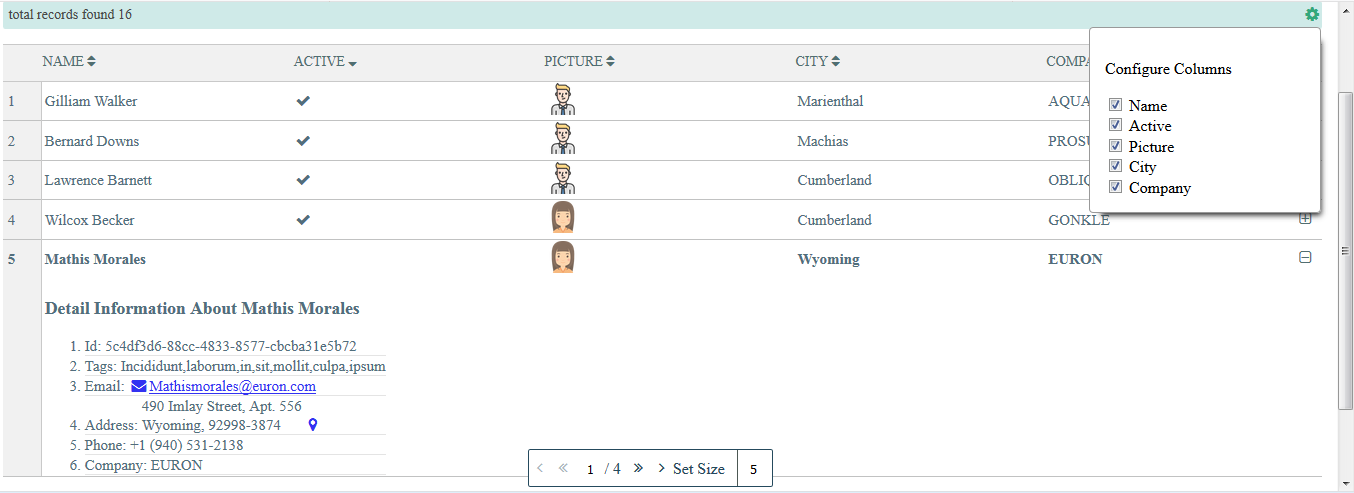 total records found 16
NAME ACTIVE PICTURE CITY COMPA
Configure Columns
Name
Active
Picture
City
Company
1 Gilliam Walker Marienthal AQUA
2 Bernard Downs Machias PROSU
3 Lawrence Barnett Cumberland OBLIQ
4 Wilcox Becker Cumberland GONKLE
5 Mathis Morales Wyoming EURON
Detail Information About Mathis Morales
1. Id: 5c4df3d6-88cc-4833-8577-cbcba31e5b72
2. Tags: Incididunt,laborum,in,sit,mollit,culpa,ipsum
3. Email: Mathismorales@euron.com
490 Imlay Street, Apt. 556
4. Address: Wyoming, 92998-3874
5. Phone: +1 (940) 531-2138
6. Company: EURON
‹ « 1 / 4 » › Set Size 5